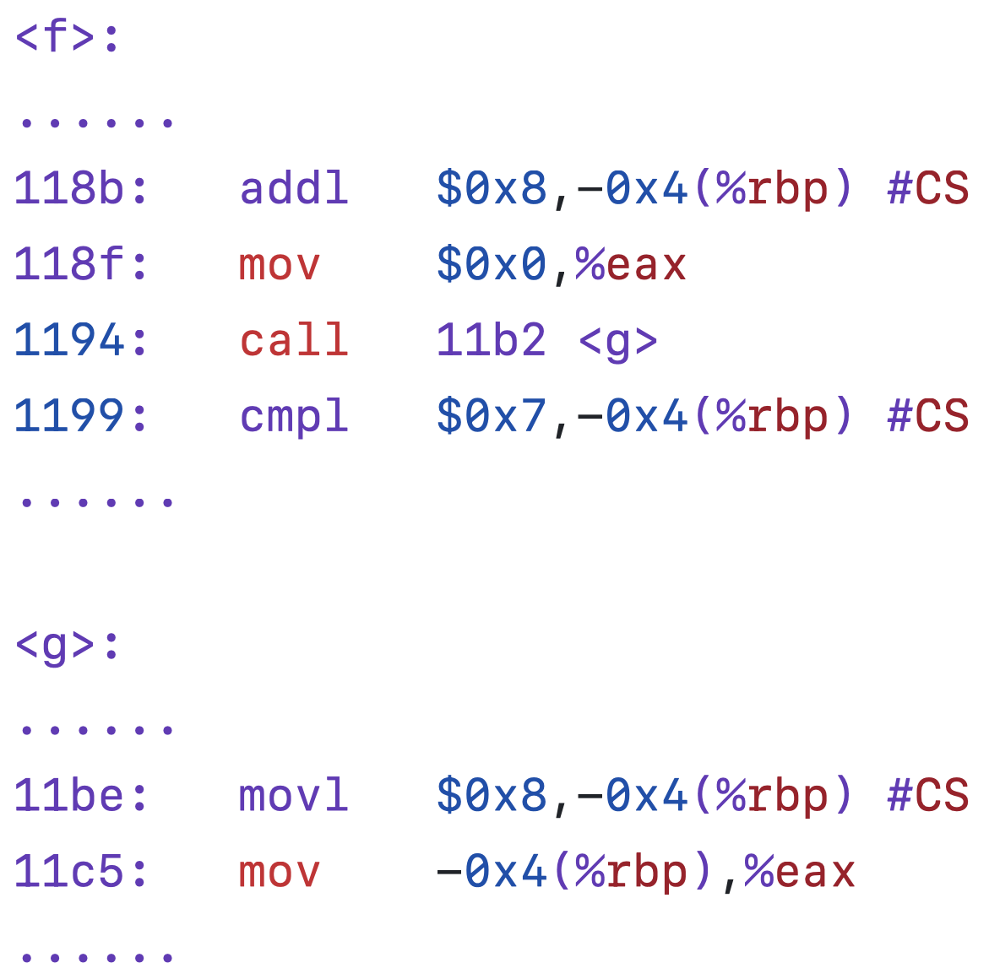 <f>:
......
118b:   addl   $0x8,-0x4(%rbp) #CS
118f:   mov    $0x0,%eax
1194:   call   11b2 <g>
1199:   cmpl   $0x7,-0x4(%rbp) #CS
......
<g>:
......
11be:   movl   $0x8,-0x4(%rbp) #CS
11c5:   mov    -0x4(%rbp),%eax
......